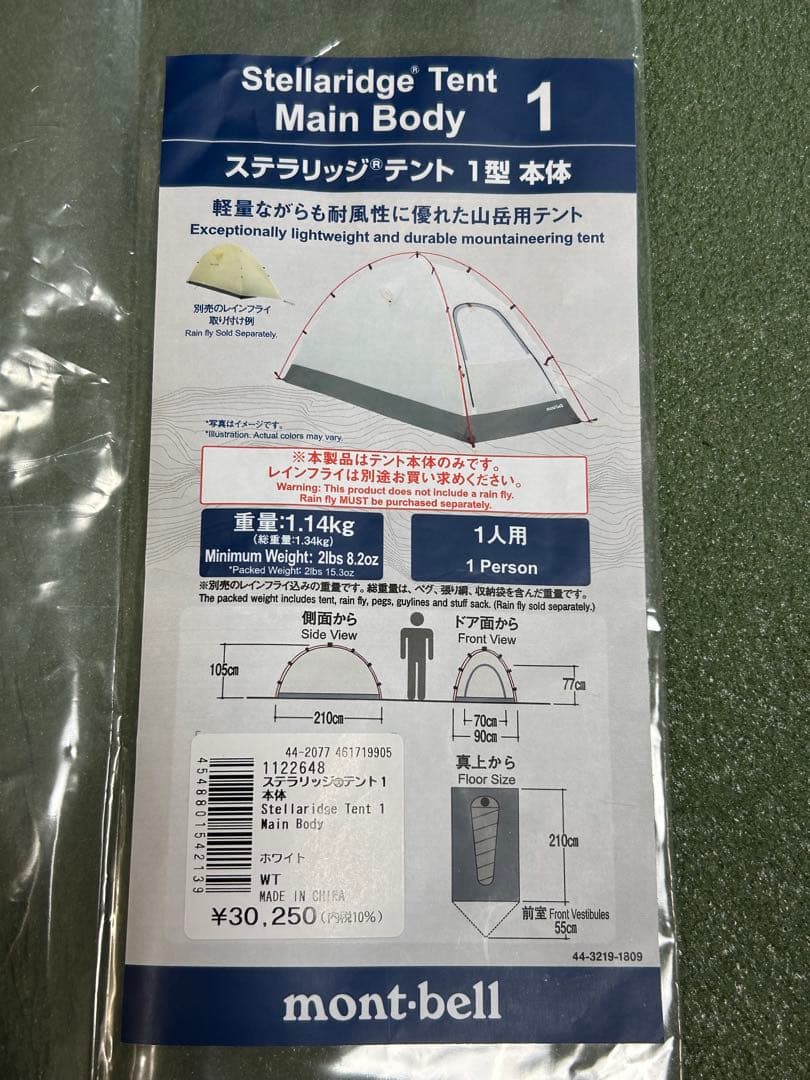 Stellaridge® Tent
Main Body 1
ステラリッジ®テント 1型 本体
軽量ながらも耐風性に優れた山岳用テント
Exceptionally lightweight and durable mountaineering tent
別売のレインフライ
取り付け例
Rain fly Sold Separately.
mont-bell
*写真はイメージです。
*Illustration. Actual colors may vary.
※本製品はテント本体のみです。
レインフライは別途お買い求めください。
Warning: This product does not include a rain fly.
Rain fly MUST be purchased separately.
重量:1.14kg
(総重量:1.34kg)
Minimum Weight: 2lbs 8.2oz
*Packed Weight: 2lbs 15.3oz
1人用
1 Person
※別売のレインフライ込みの重量です。総重量は、ペグ、張り綱、収納袋を含んだ重量です。
The packed weight includes tent, rain fly, pegs, guylines and stuff sack. (Rain fly sold separately.)
側面から
Side View
ドア面から
Front View
105cm
210cm
77cm
70cm
90cm
真上から
Floor Size
210cm
前室 Front Vestibules
55cm
44-2077 461719905
1122648
ステラリッジ®テント1
本体
Stellaridge Tent 1
Main Body
ホワイト
WT
MADE IN CHINA
¥30,250(内税10%)
4548801542139
44-3219-1809
mont-bell